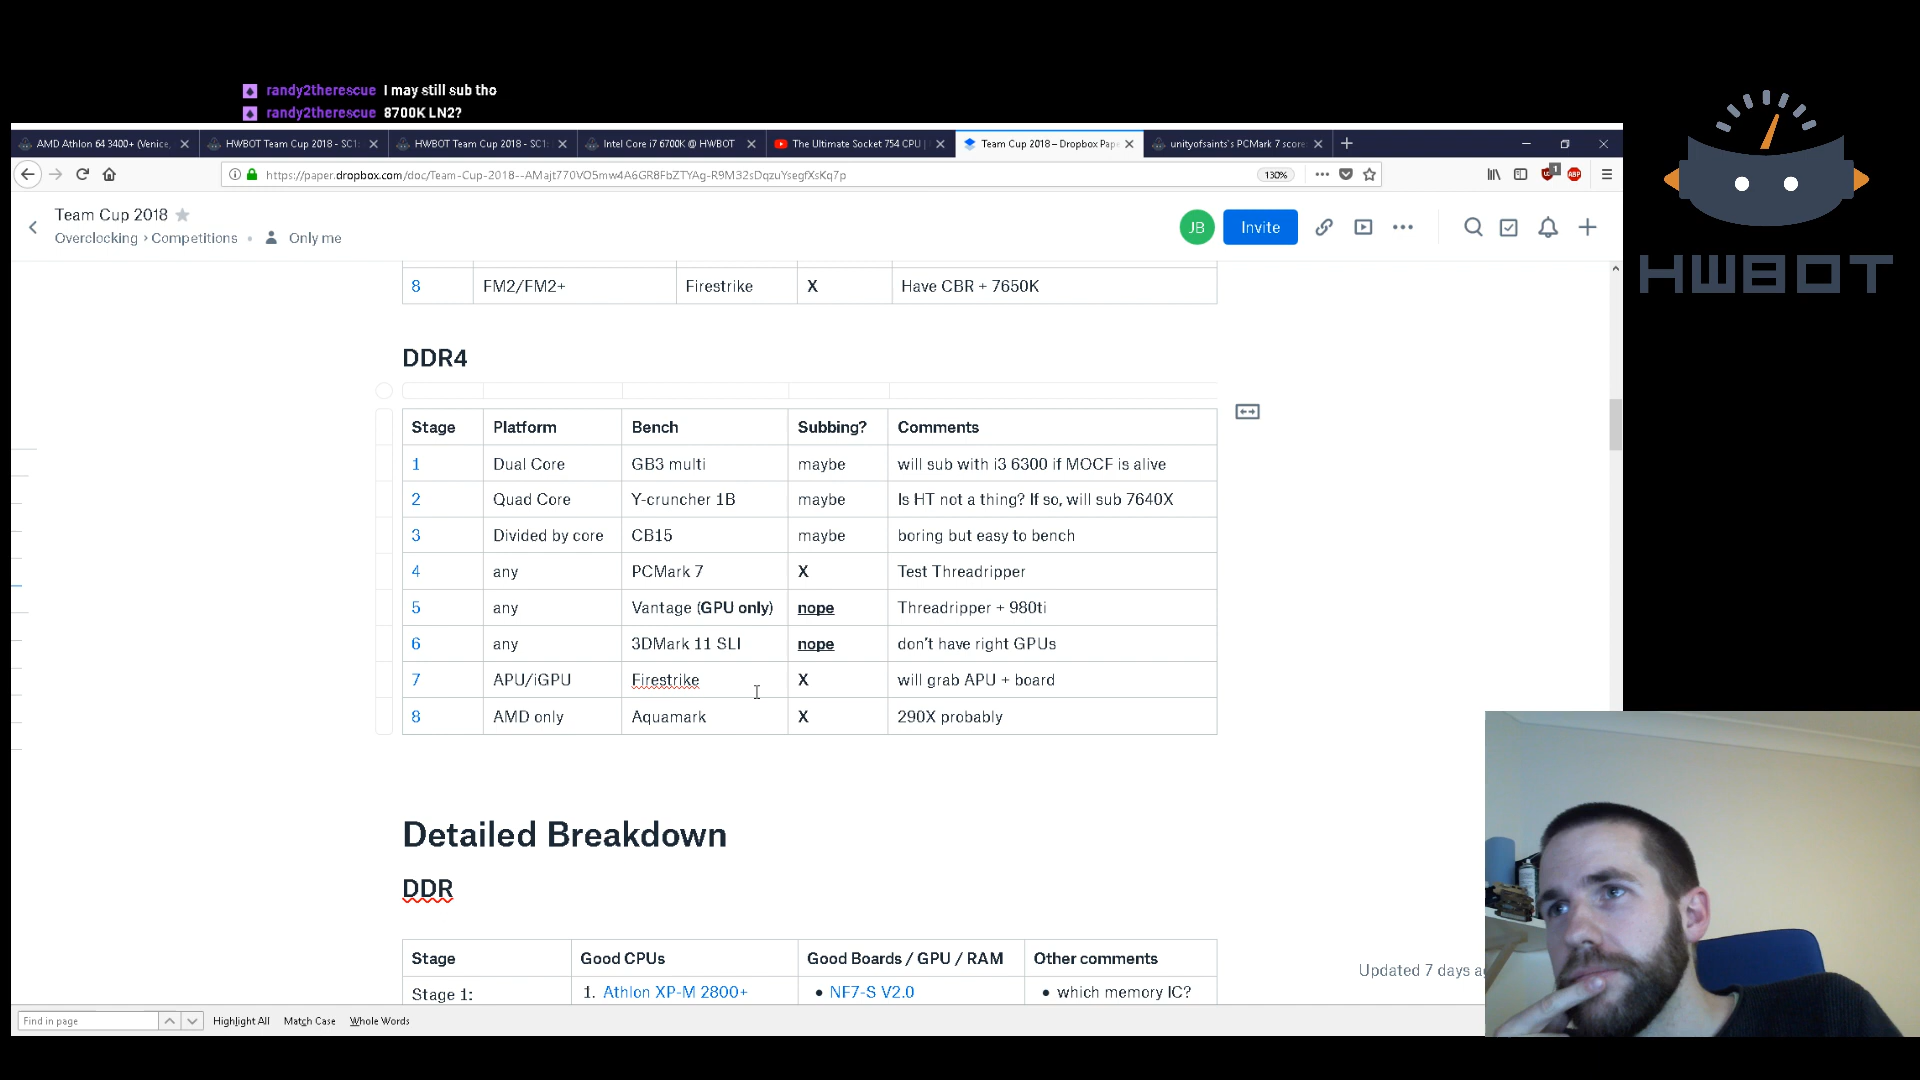 randy2therescue I may still sub tho
randy2therescue 8700K LN2?
AMD Athlon 64 3400+ (Venice, HWBOT Team Cup 2018 - SC1: HWBOT Team Cup 2018 - SC1: Intel Core i7 6700K @ HWBOT The Ultimate Socket 754 CPU | Team Cup 2018 – Dropbox Pape unityofsaints's PCMark 7 score:
https://paper.dropbox.com/doc/Team-Cup-2018--AMajt770VO5mw4A6GR8FbZTYAg-R9M32sDqzuYsegfXsKq7p 130% 1 ABP
Team Cup 2018
JB Invite
Overclocking › Competitions • Only me
HWBOT
8 FM2/FM2+ Firestrike X Have CBR + 7650K
DDR4
Stage Platform Bench Subbing? Comments
1 Dual Core GB3 multi maybe will sub with i3 6300 if MOCF is alive
2 Quad Core Y-cruncher 1B maybe Is HT not a thing? If so, will sub 7640X
3 Divided by core CB15 maybe boring but easy to bench
4 any PCMark 7 X Test Threadripper
5 any Vantage (GPU only) nope Threadripper + 980ti
6 any 3DMark 11 SLI nope don't have right GPUs
7 APU/iGPU Firestrike X will grab APU + board
8 AMD only Aquamark X 290X probably
Detailed Breakdown
DDR
Stage Good CPUs Good Boards / GPU / RAM Other comments
Updated 7 days a
Stage 1: 1. Athlon XP-M 2800+ • NF7-S V2.0 • which memory IC?
Find in page Highlight All Match Case Whole Words